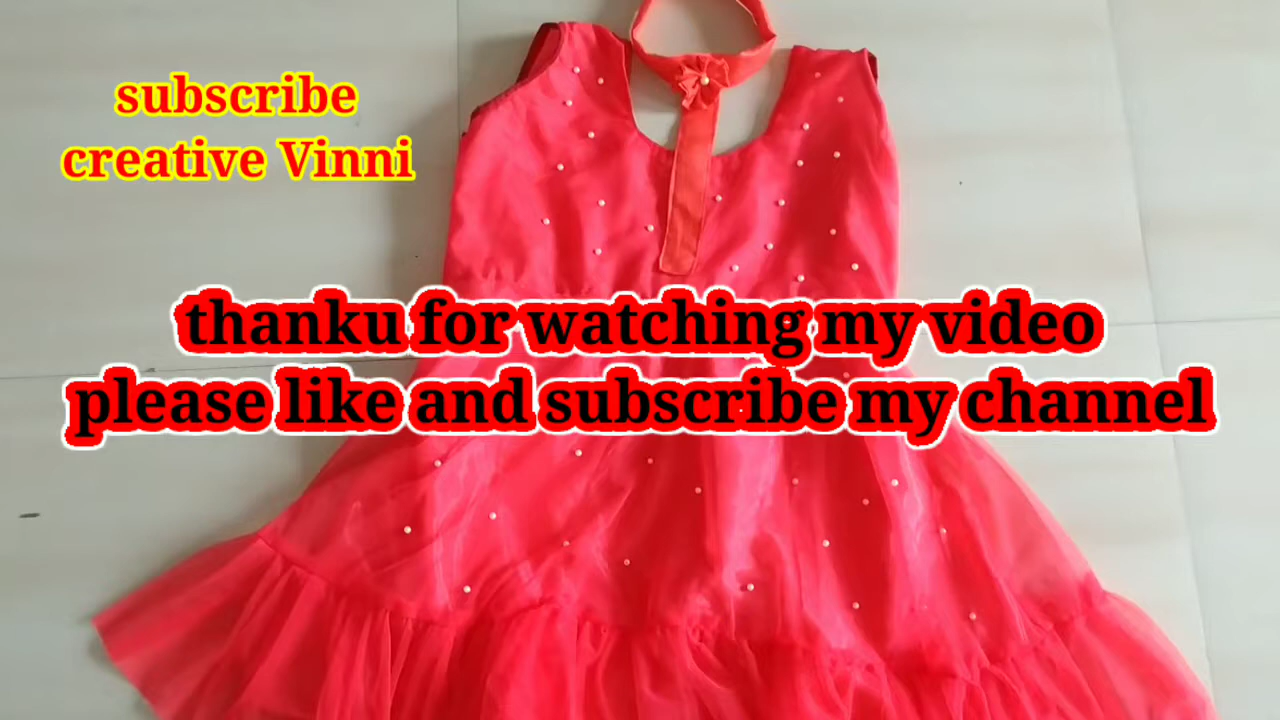 subscribe
creative Vinni
thanku for watching my video
please like and subscribe my channel